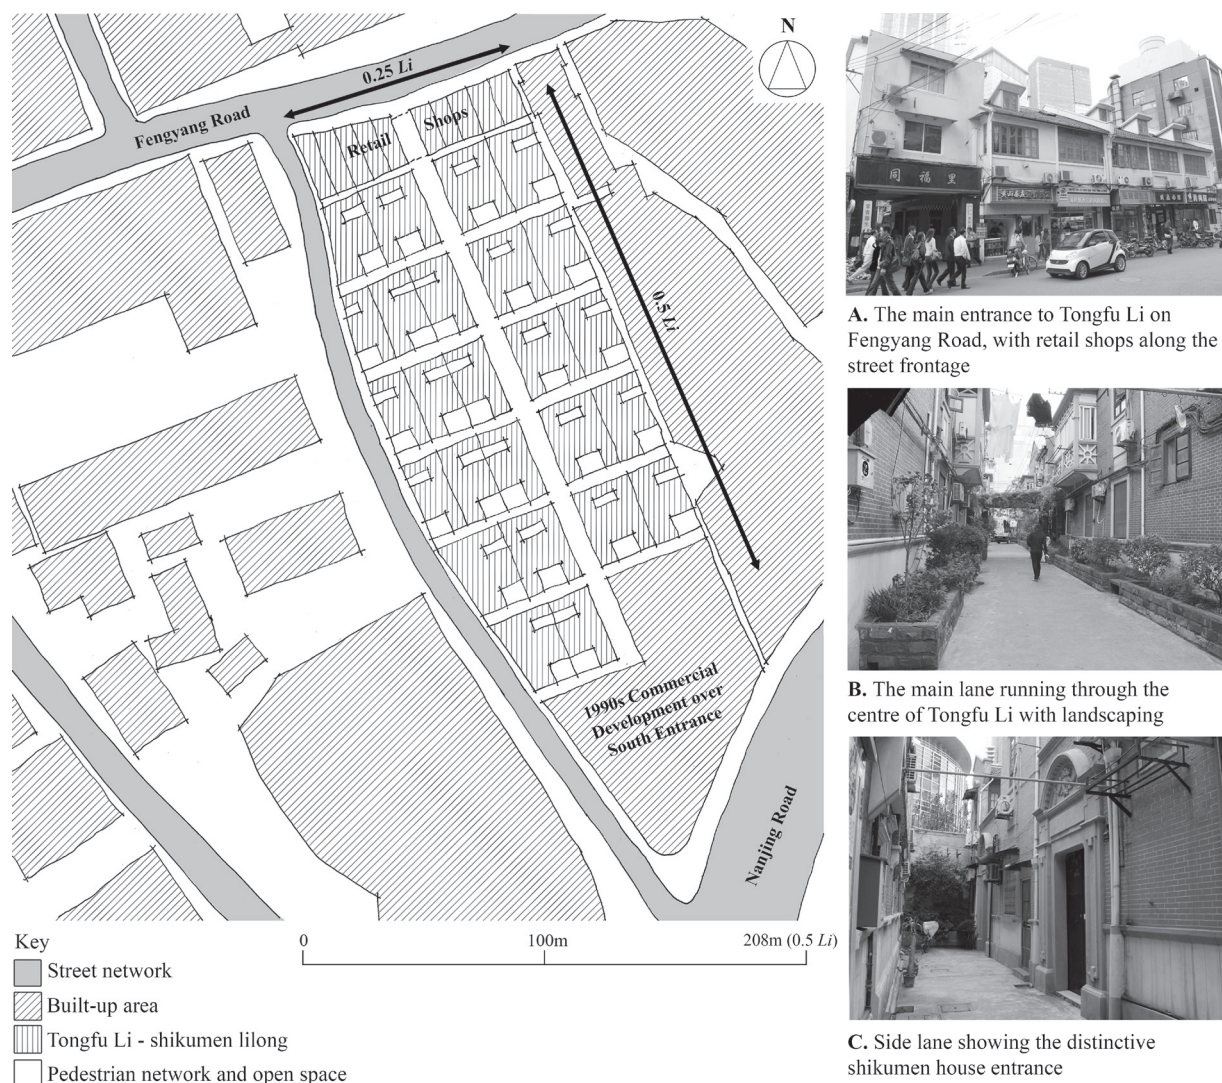 N
0.25 Li
Fengyang Road
Retail
Shops
0.5 Li
1990s Commercial
Development over
South Entrance
Nanjing Road
Key
0
100m
208m (0.5 Li)
Street network
Built-up area
Tongfu Li - shikumen lilong
Pedestrian network and open space
同福里
A. The main entrance to Tongfu Li on
Fengyang Road, with retail shops along the
street frontage
B. The main lane running through the
centre of Tongfu Li with landscaping
C. Side lane showing the distinctive
shikumen house entrance